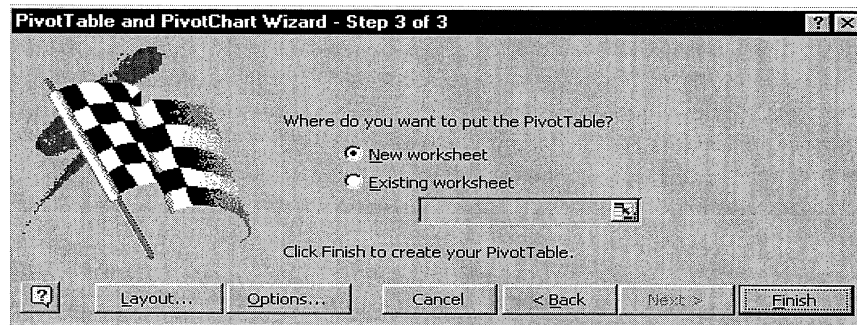 PivotTable and PivotChart Wizard - Step 3 of 3
Where do you want to put the PivotTable?
New worksheet
Existing worksheet
Click Finish to create your PivotTable.
Layout... Options... Cancel < Back Next > Finish